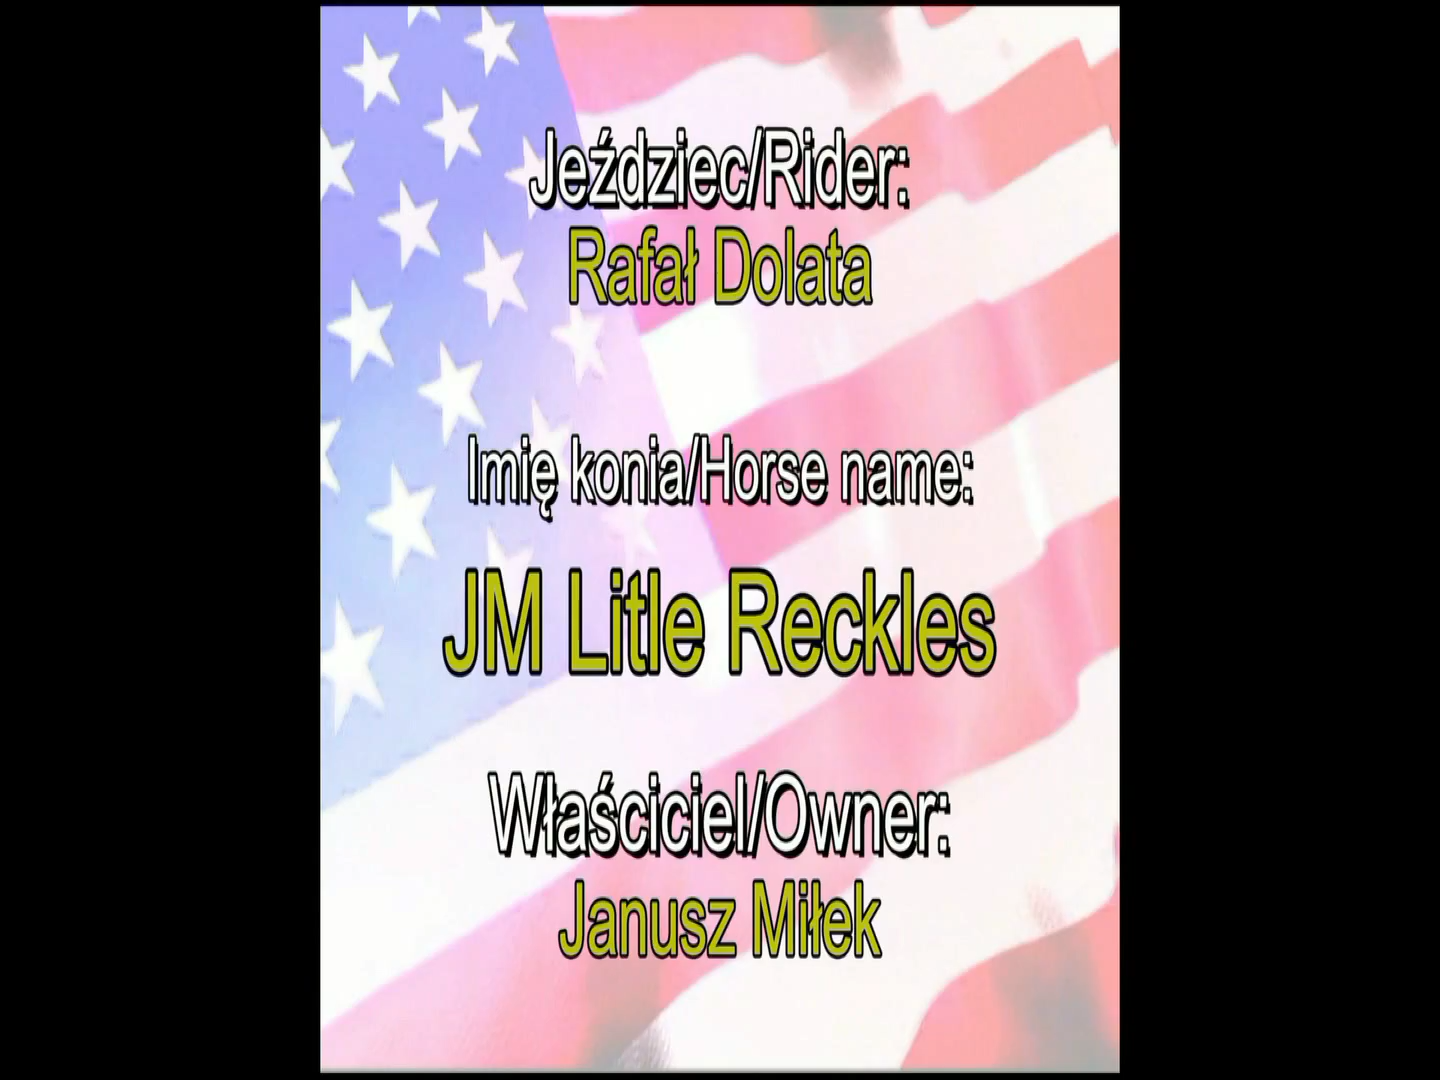 Jeździec/Rider:
Rafał Dolata
Imię konia/Horse name:
JM Litle Reckles
Właściciel/Owner:
Janusz Miłek